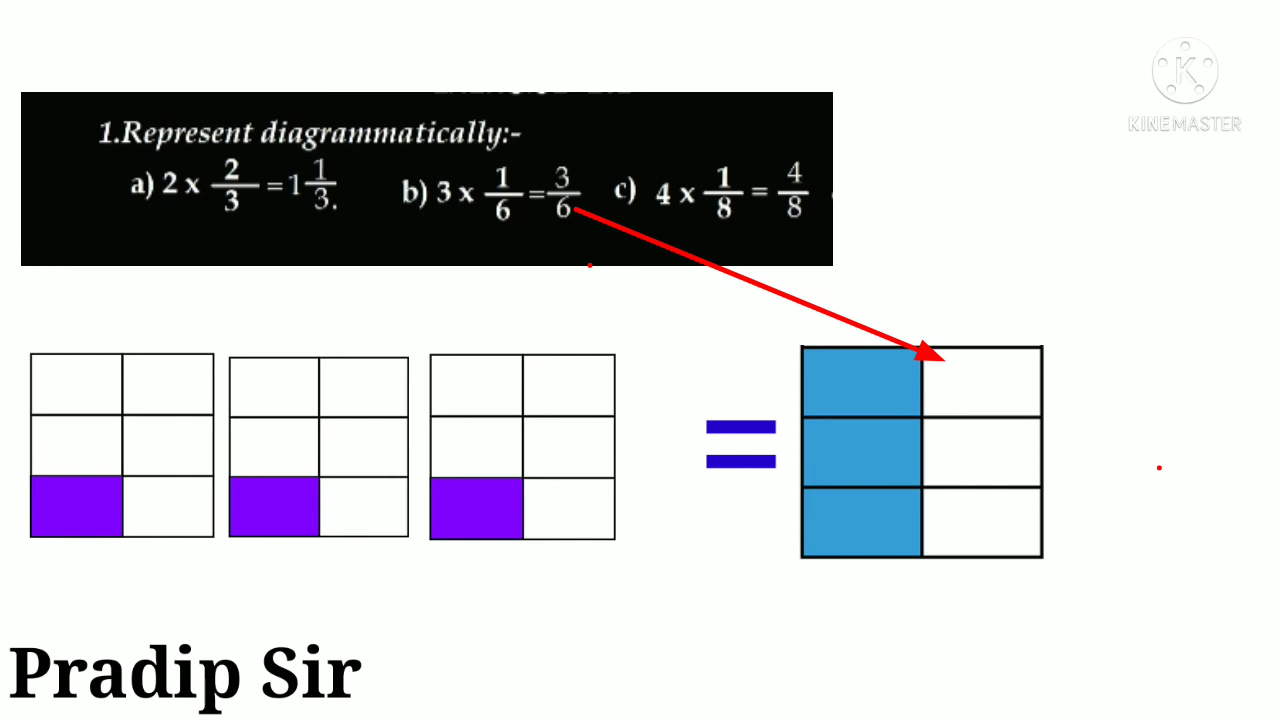 1.Represent diagrammatically:-
a) 2 x 2/3 = 1 1/3. b) 3 x 1/6 = 3/6 c) 4 x 1/8 = 4/8
KINEMASTER
Pradip Sir